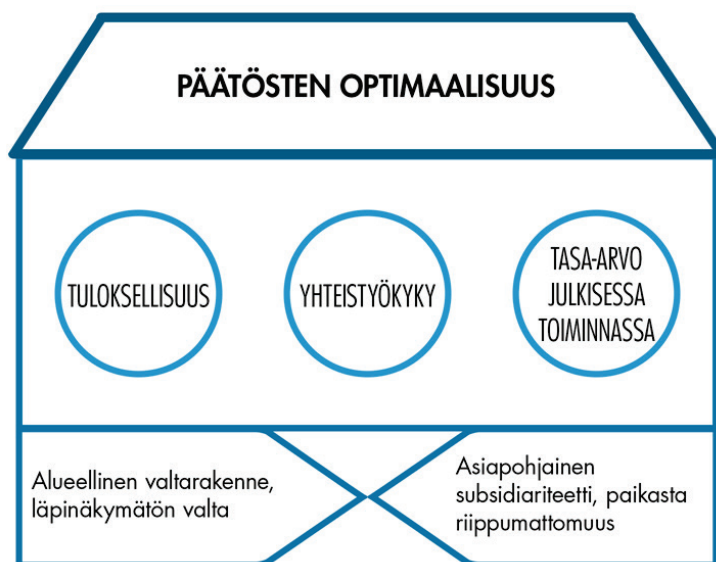 PÄÄTÖSTEN OPTIMAALISUUS
TULOKSELLISUUS
YHTEISTYÖKYKY
TASA-ARVO
JULKISESSA
TOIMINNASSA
Alueellinen valtarakenne,
läpinäkymätön valta
Asiapohjainen
subsidiariteetti, paikasta
riippumattomuus